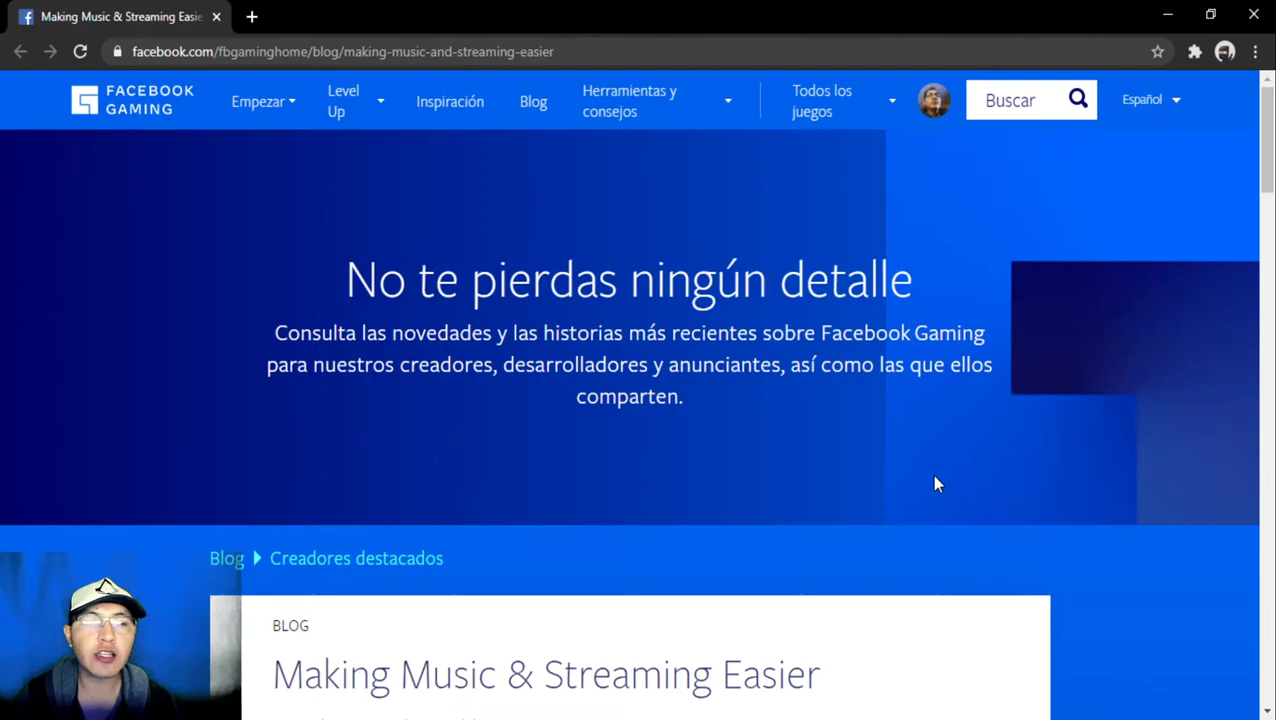 Making Music & Streaming Easie
facebook.com/fbgaminghome/blog/making-music-and-streaming-easier
FACEBOOK
GAMING
Empezar
Level
Up
Inspiración
Blog
Herramientas y
consejos
Todos los
juegos
Buscar
Español
No te pierdas ningún detalle
Consulta las novedades y las historias más recientes sobre Facebook Gaming
para nuestros creadores, desarrolladores y anunciantes, así como las que ellos
comparten.
Blog
Creadores destacados
BLOG
Making Music & Streaming Easier